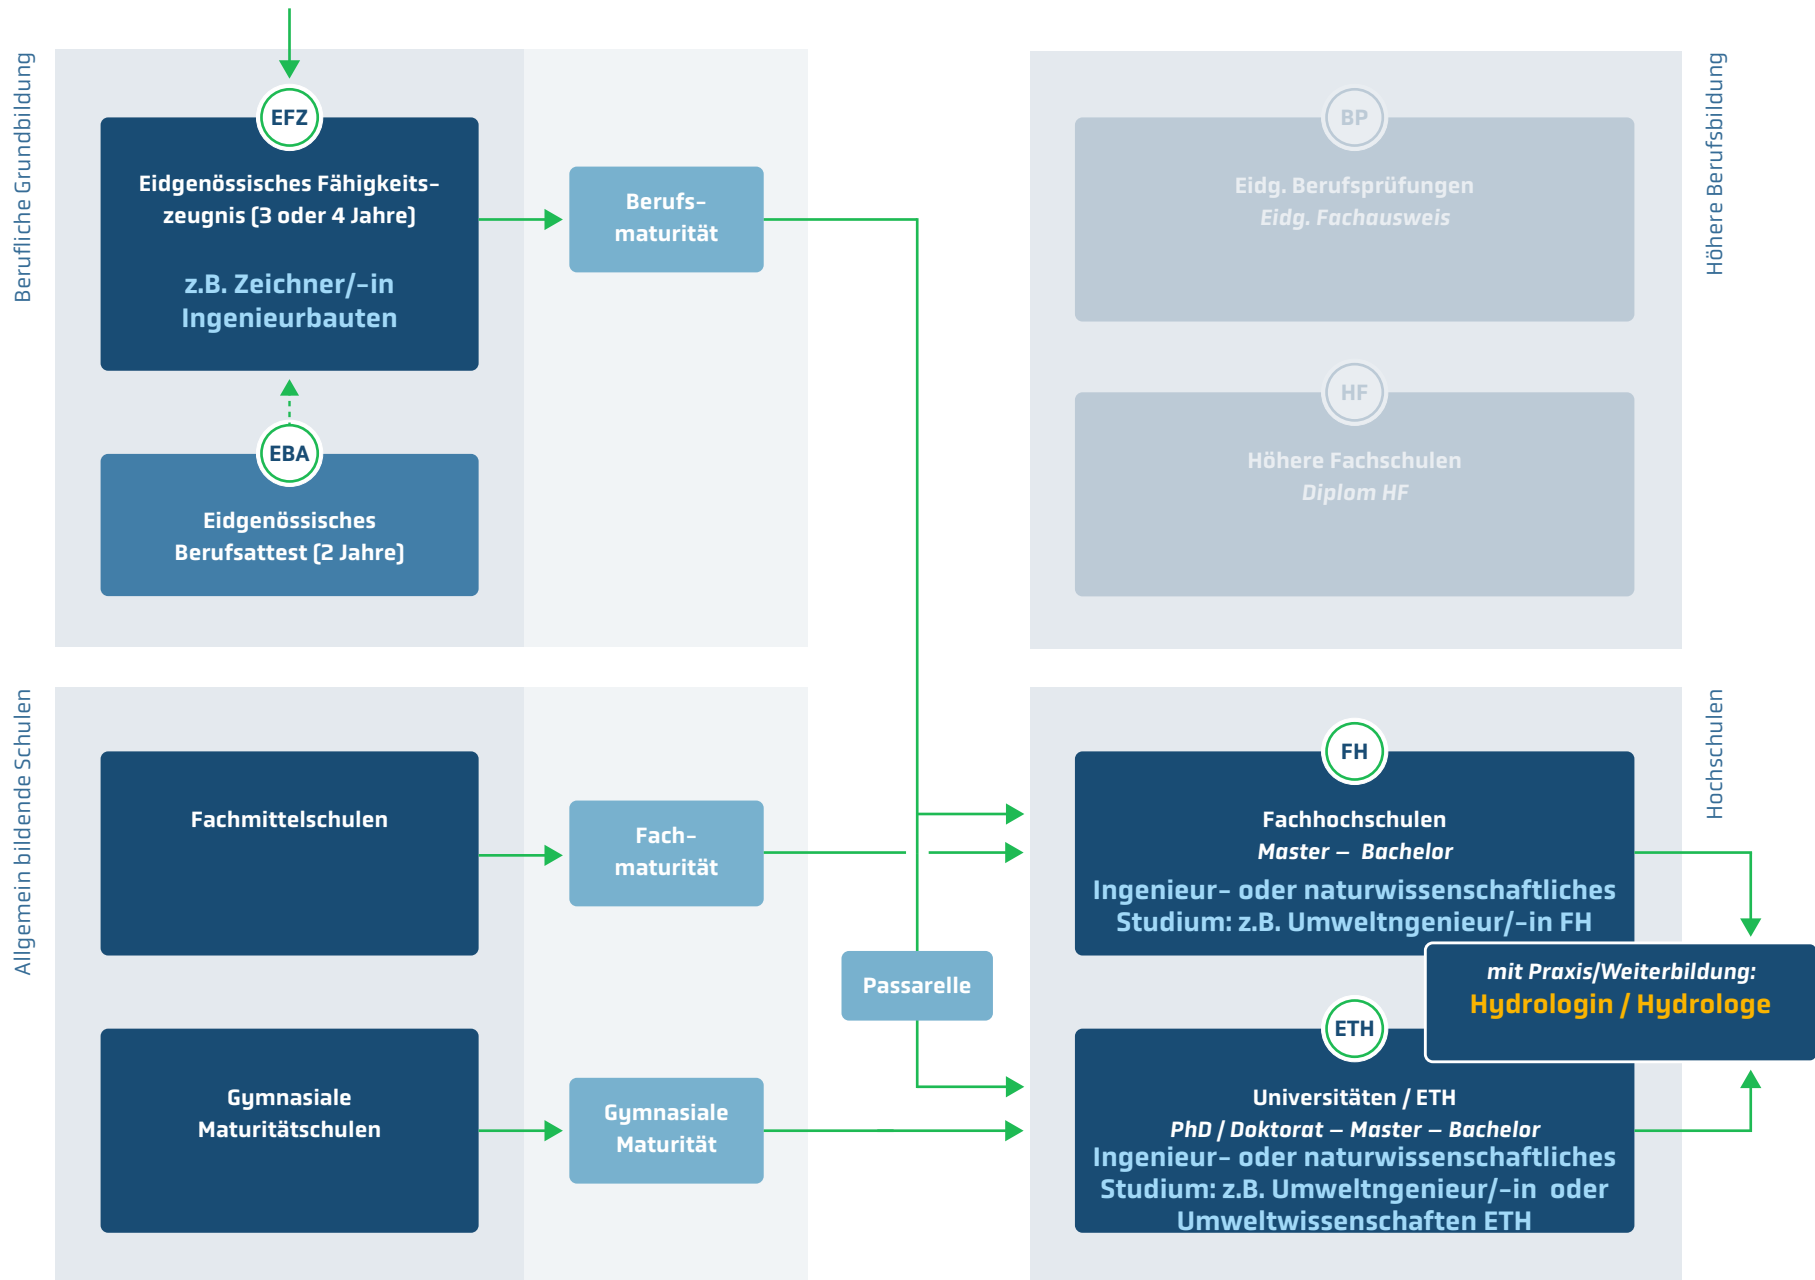 Berufliche Grundbildung
EFZ
Eidgenössisches Fähigkeits-
zeugnis (3 oder 4 Jahre)
z.B. Zeichner/-in
Ingenieurbauten
EBA
Eidgenössisches
Berufsattest (2 Jahre)
Berufs-
maturität
Höhere Berufsbildung
BP
Eidg. Berufsprüfungen
Eidg. Fachausweis
HF
Höhere Fachschulen
Diplom HF
Allgemein bildende Schulen
Fachmittelschulen
Fach-
maturität
Gymnasiale
Maturitätschulen
Gymnasiale
Maturität
Passarelle
Hochschulen
FH
Fachhochschulen
Master – Bachelor
Ingenieur- oder naturwissenschaftliches
Studium: z.B. Umweltngenieur/-in FH
mit Praxis/Weiterbildung:
Hydrologin / Hydrologe
ETH
Universitäten / ETH
PhD / Doktorat – Master – Bachelor
Ingenieur- oder naturwissenschaftliches
Studium: z.B. Umweltngenieur/-in oder
Umweltwissenschaften ETH